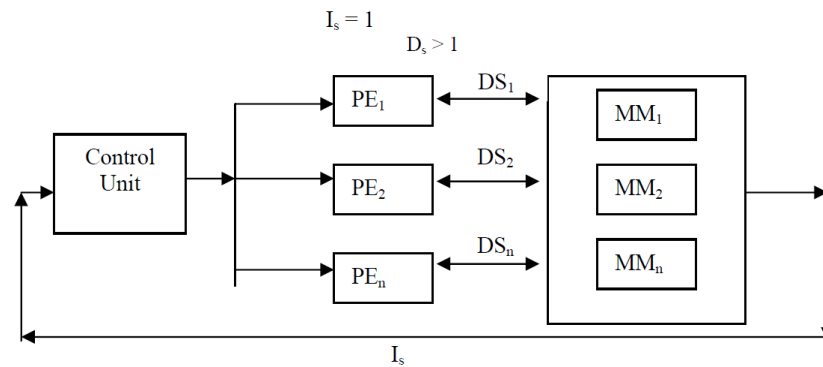 Iₛ = 1
Dₛ > 1
PE₁
DS₁
MM₁
Control
Unit
PE₂
DS₂
MM₂
PEₙ
DSₙ
MMₙ
Iₛ